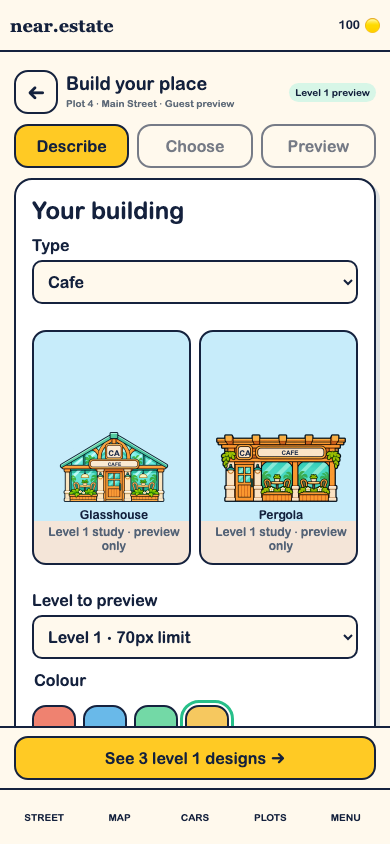 near.estate
100
Build your place
Plot 4 · Main Street · Guest preview
Level 1 preview
Describe
Choose
Preview
Your building
Type
Cafe
CA
CAFE
Glasshouse
Level 1 study · preview
only
CA
CAFE
Pergola
Level 1 study · preview
only
Level to preview
Level 1 · 70px limit
Colour
See 3 level 1 designs →
STREET
MAP
CARS
PLOTS
MENU